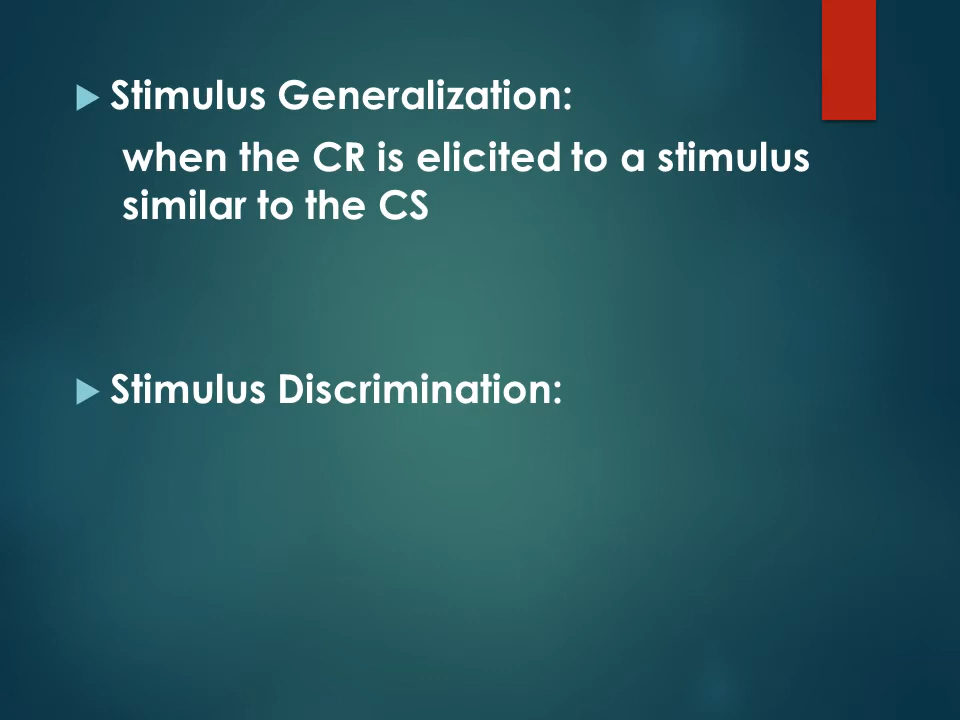 Stimulus Generalization:
when the CR is elicited to a stimulus
similar to the CS
Stimulus Discrimination: